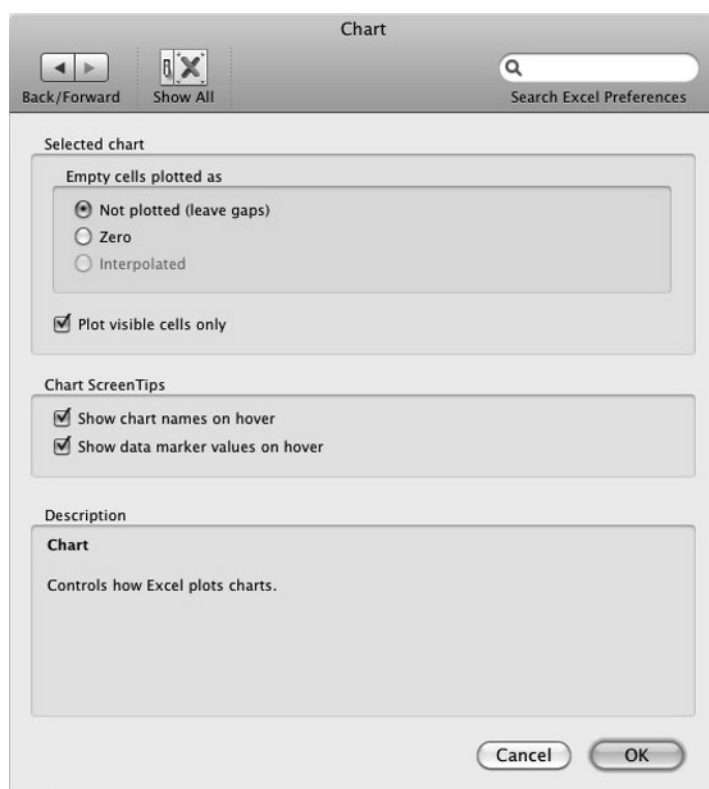 Chart
Back/Forward
Show All
Search Excel Preferences
Selected chart
Empty cells plotted as
Not plotted (leave gaps)
Zero
Interpolated
Plot visible cells only
Chart ScreenTips
Show chart names on hover
Show data marker values on hover
Description
Chart
Controls how Excel plots charts.
Cancel
OK